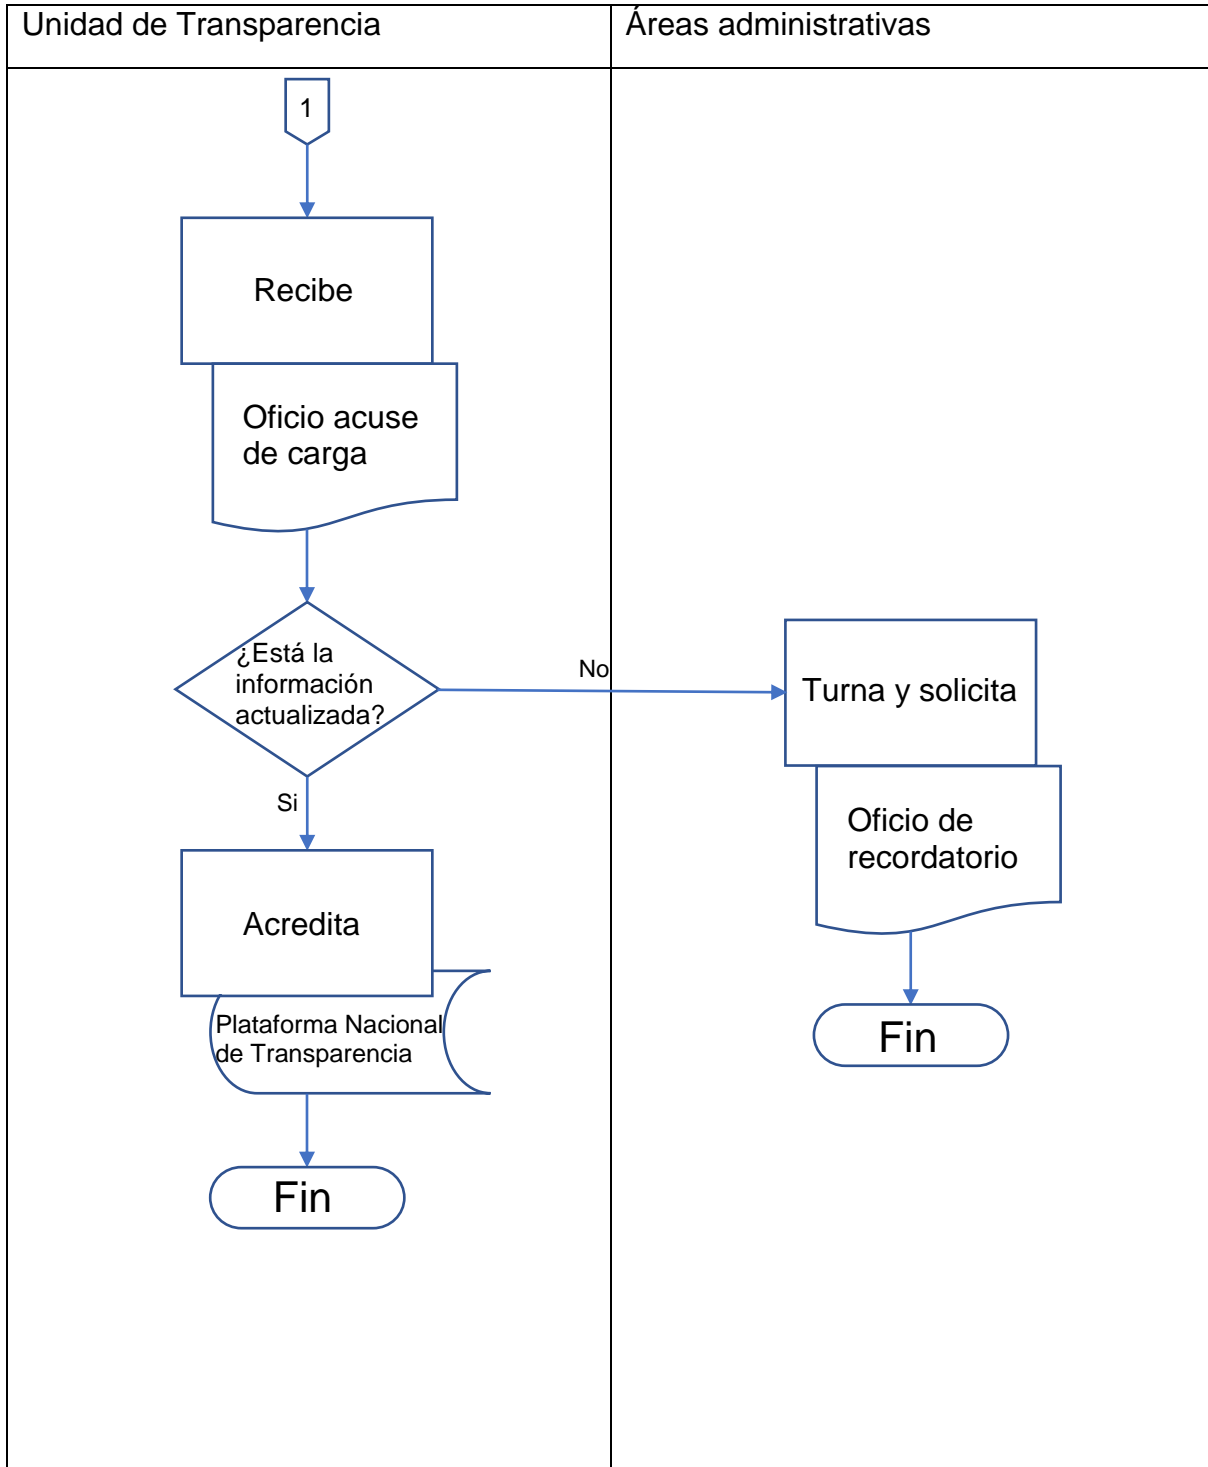 Unidad de Transparencia
Áreas administrativas
1
Recibe
Oficio acuse
de carga
¿Está la
información
actualizada?
No
Turna y solicita
Oficio de
recordatorio
Fin
Si
Acredita
Plataforma Nacional
de Transparencia
Fin